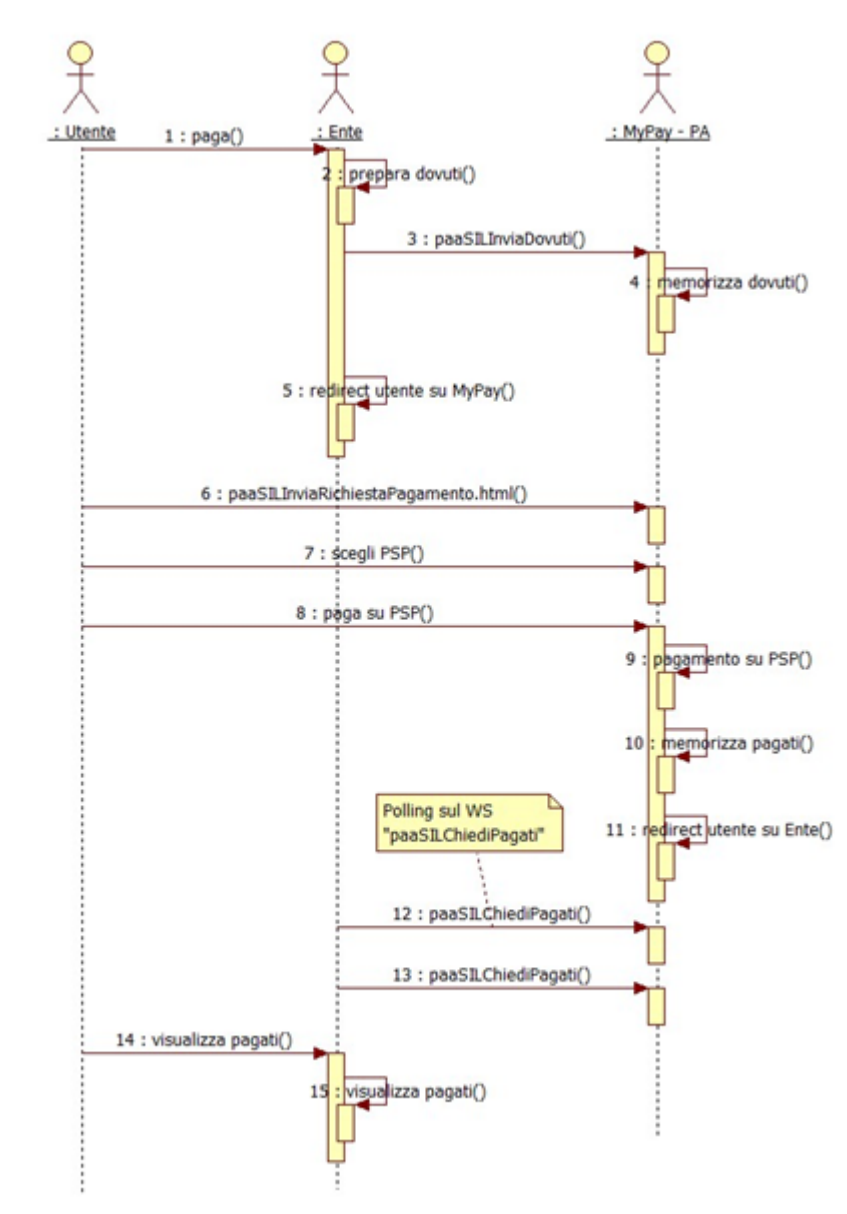 : Utente
: Ente
: MyPay - PA
1 : paga()
2 : prepara dovuti()
3 : paaSILInviaDovuti()
4 : memorizza dovuti()
5 : redirect utente su MyPay()
6 : paaSILInviaRichiestaPagamento.html()
7 : scegli PSP()
8 : paga su PSP()
9 : pagamento su PSP()
10 : memorizza pagati()
Polling sul WS
"paaSILChiediPagati"
11 : redirect utente su Ente()
12 : paaSILChiediPagati()
13 : paaSILChiediPagati()
14 : visualizza pagati()
15 : visualizza pagati()